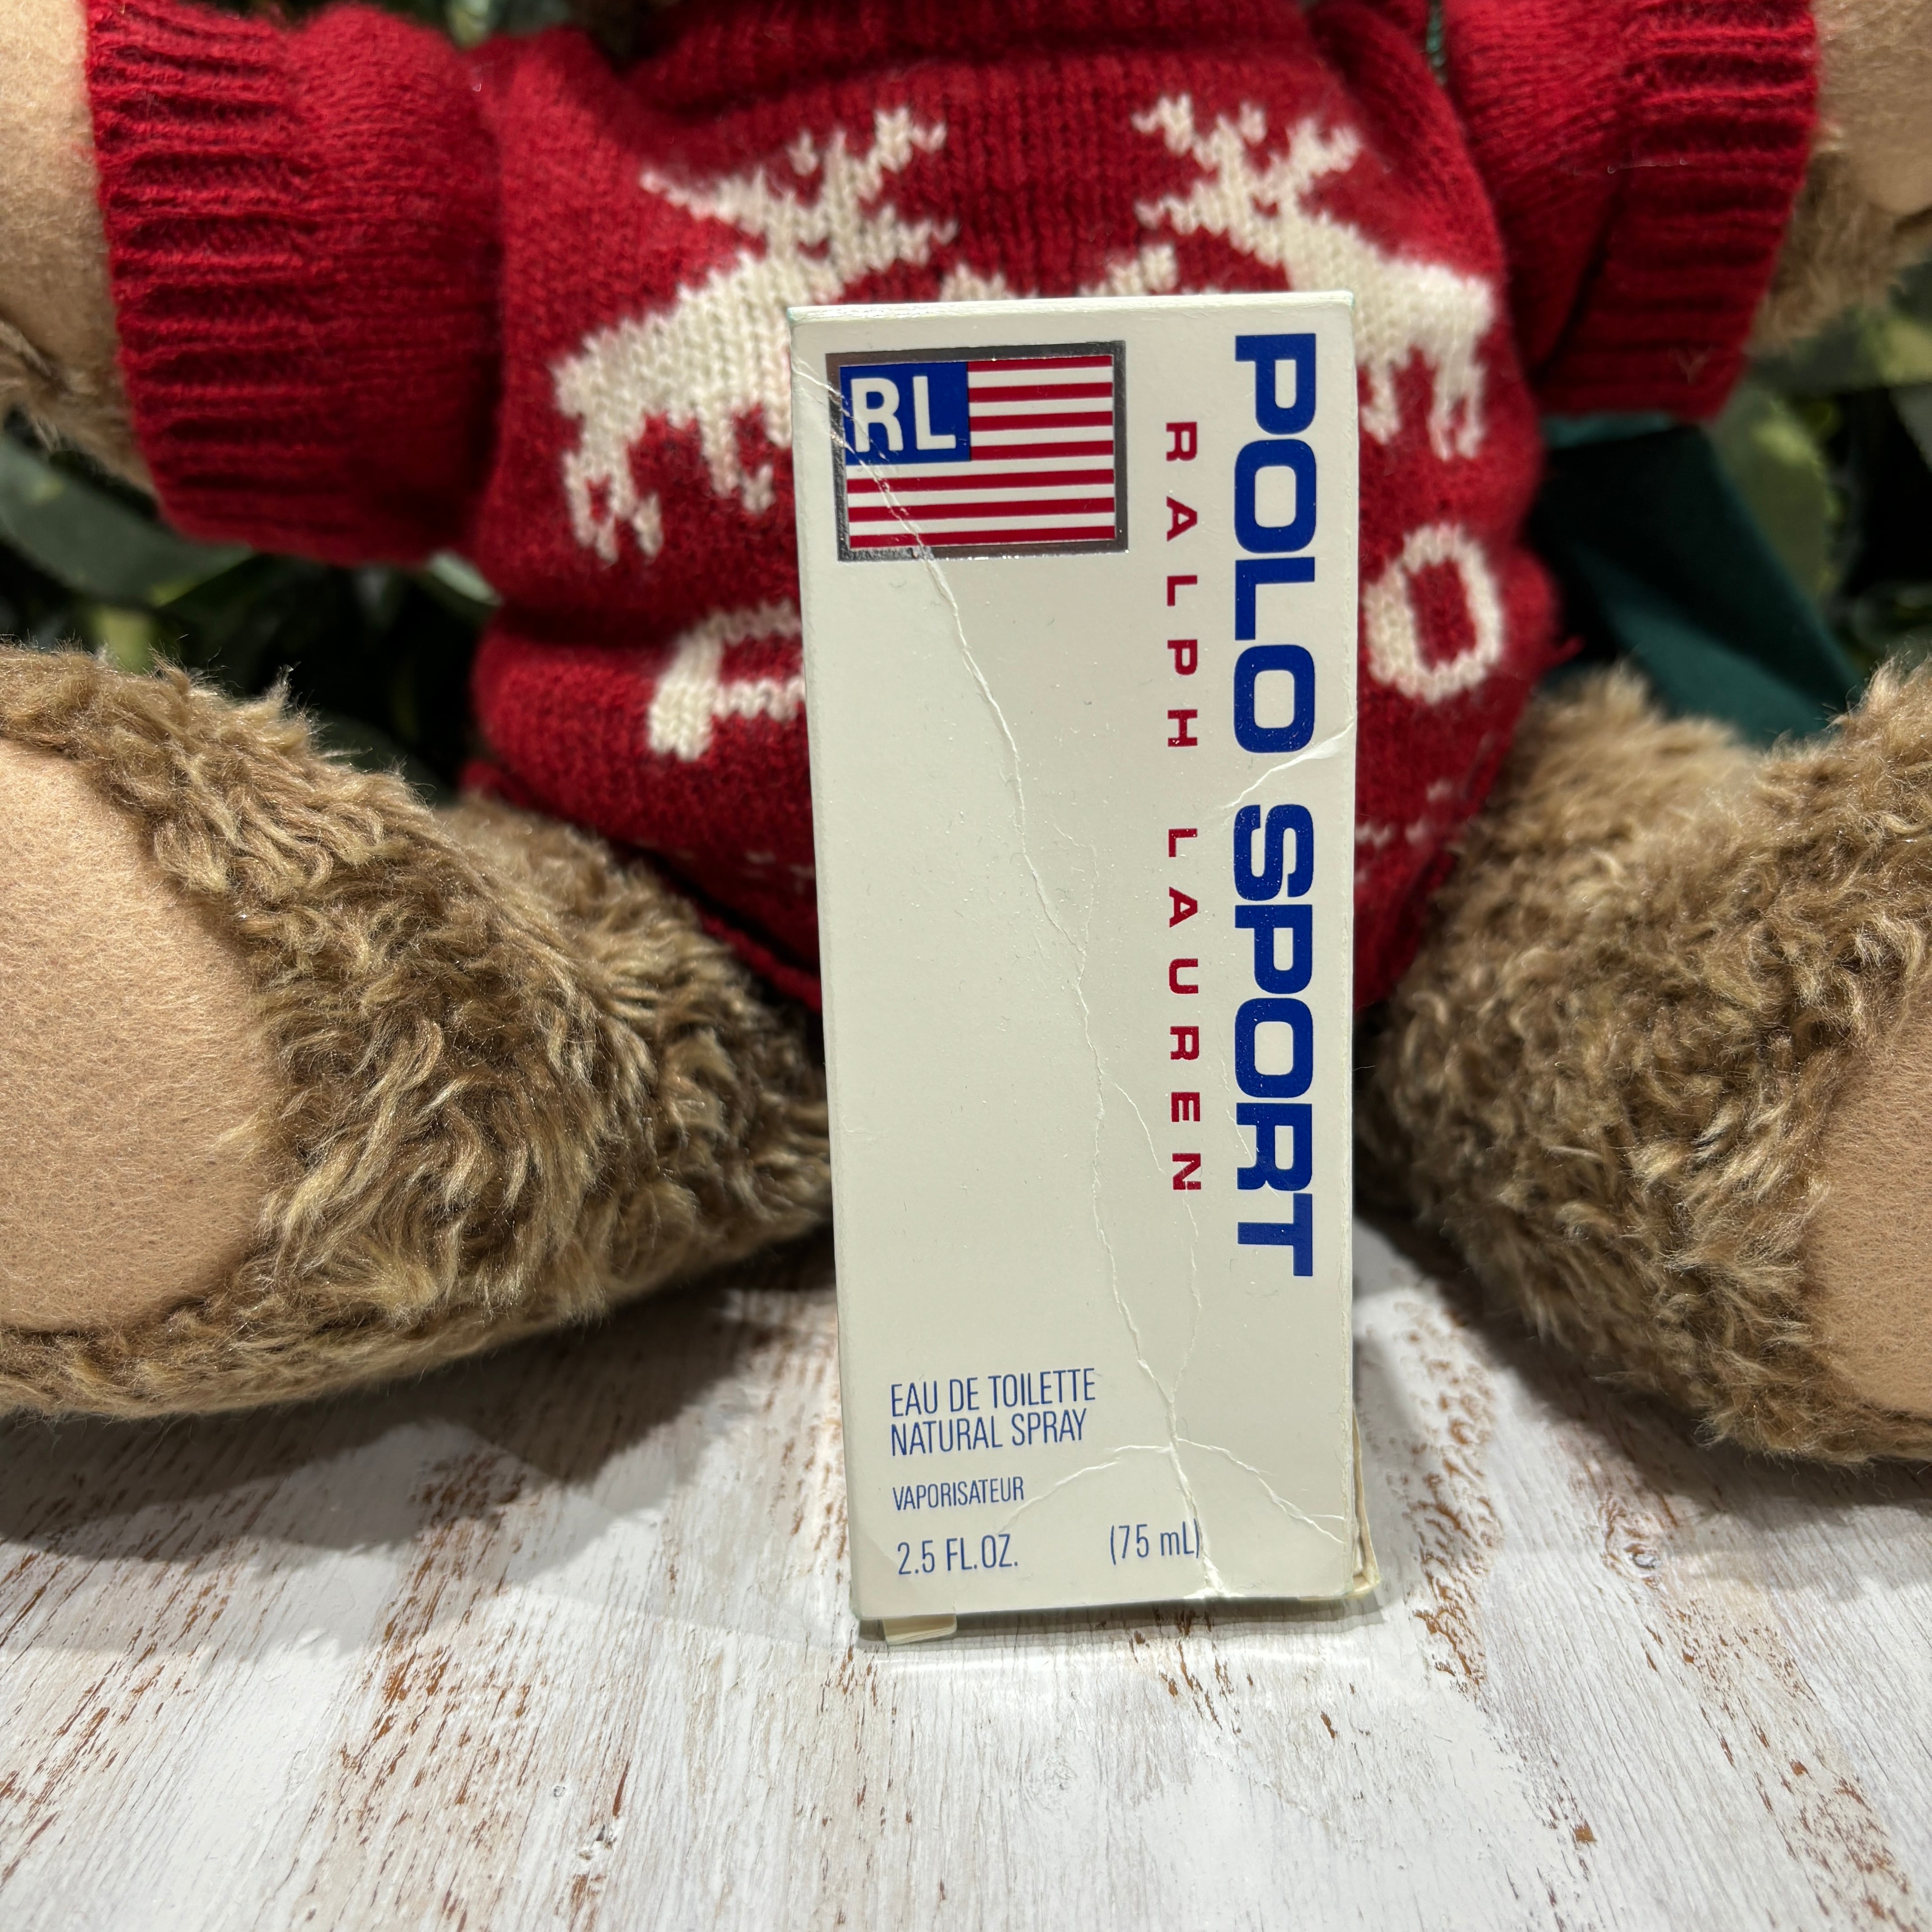 RL
POLO SPORT
RALPH LAUREN
EAU DE TOILETTE
NATURAL SPRAY
VAPORISATEUR
2.5 FL.OZ. (75 mL)